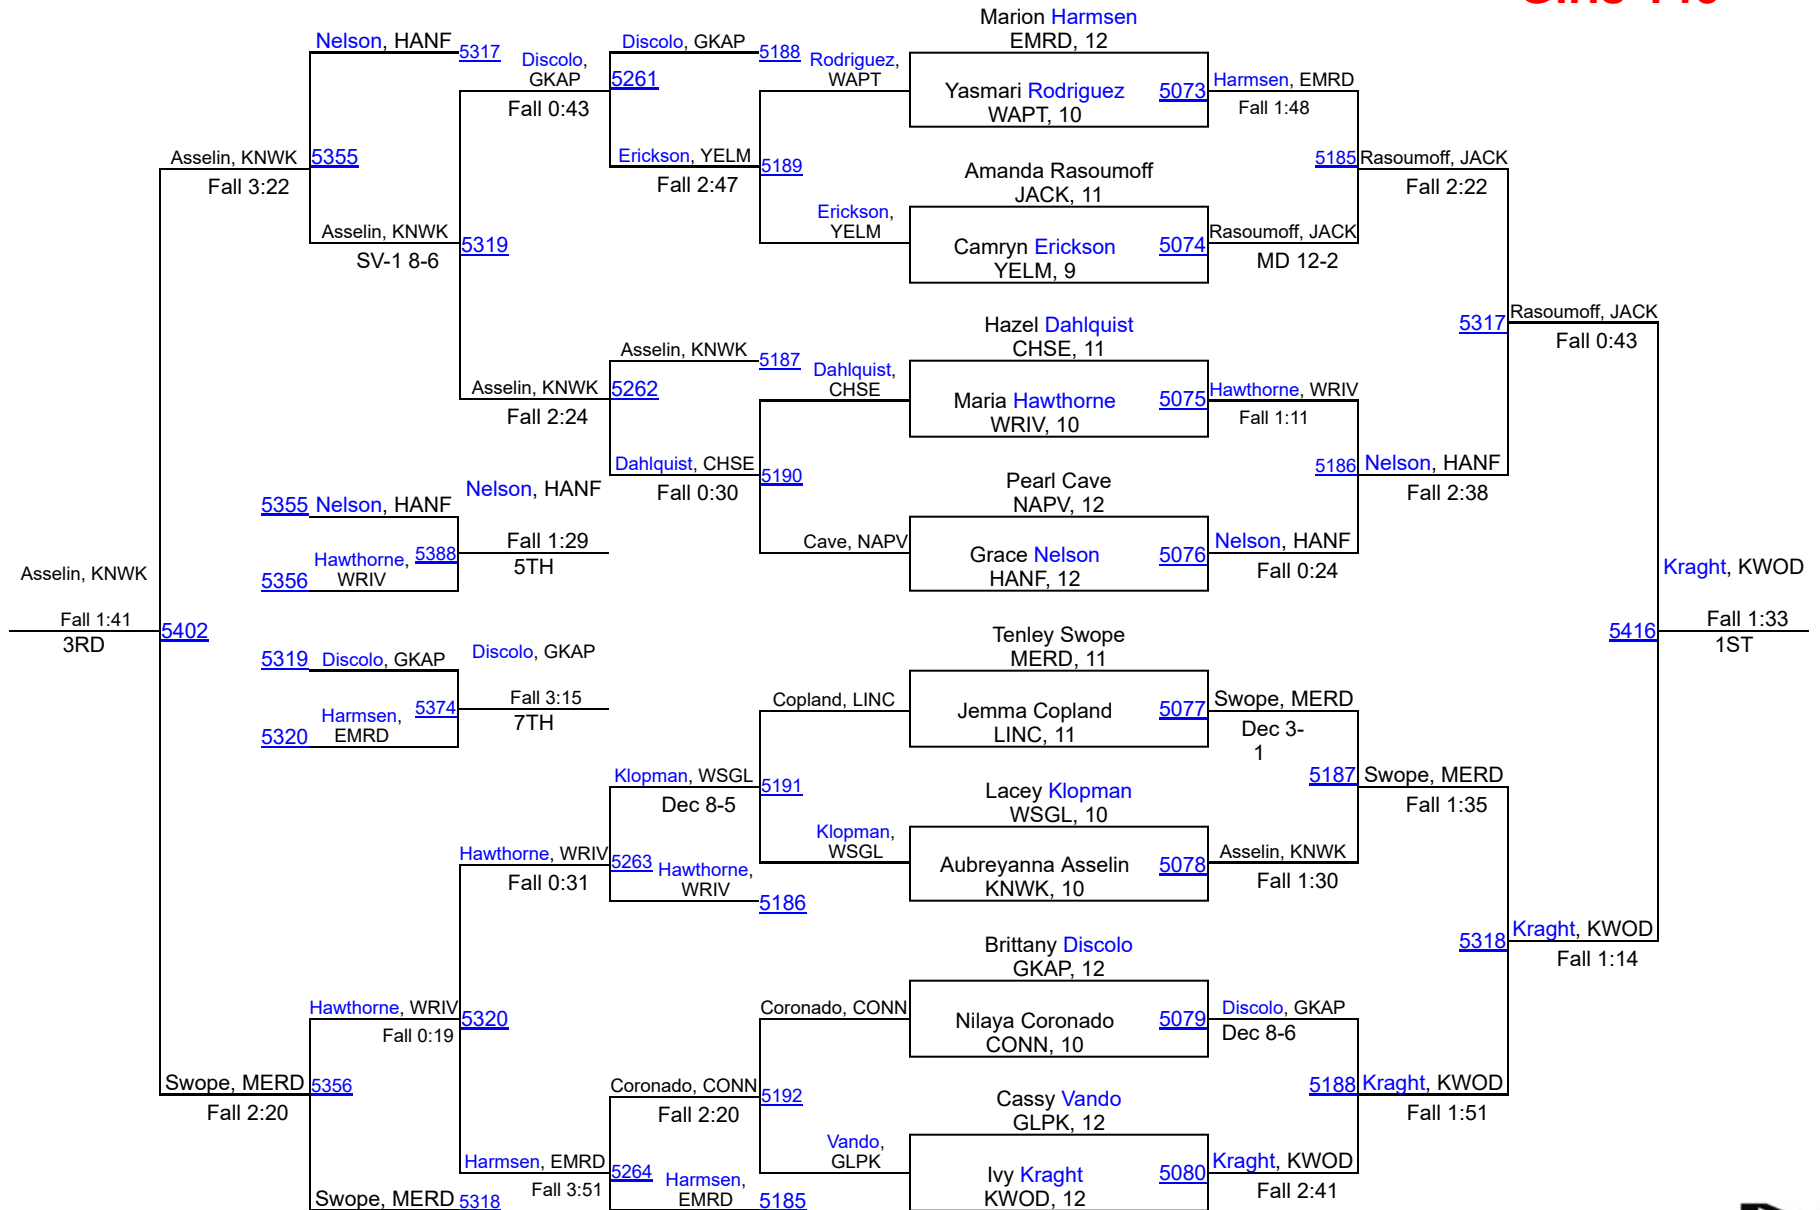 Marion Harmsen
EMRD, 12
Nelson, HANF
5317
Discolo,
GKAP
Fall 0:43
Discolo, GKAP
5188
5261
Rodriguez,
WAPT
Yasmari Rodriguez
WAPT, 10
5073
Harmsen, EMRD
Fall 1:48
Asselin, KNWK
5355
Fall 3:22
Erickson, YELM
5189
Fall 2:47
Amanda Rasoumoff
JACK, 11
5185
Rasoumoff, JACK
Fall 2:22
Asselin, KNWK
5319
SV-1 8-6
Erickson,
YELM
Camryn Erickson
YELM, 9
5074
Rasoumoff, JACK
MD 12-2
Hazel Dahlquist
CHSE, 11
5317
Rasoumoff, JACK
Fall 0:43
Asselin, KNWK
5187
Asselin, KNWK
5262
Fall 2:24
Dahlquist,
CHSE
Maria Hawthorne
WRIV, 10
5075
Hawthorne, WRIV
Fall 1:11
Dahlquist, CHSE
5190
Fall 0:30
Pearl Cave
NAPV, 12
5186
Nelson, HANF
Fall 2:38
5355
Nelson, HANF
Nelson, HANF
Fall 1:29
5TH
Hawthorne,
WRIV
5388
5356
Cave, NAPV
Grace Nelson
HANF, 12
5076
Nelson, HANF
Fall 0:24
Asselin, KNWK
Fall 1:41
3RD
5402
Kraght, KWOD
Fall 1:33
1ST
5416
Tenley Swope
MERD, 11
5319
Discolo, GKAP
Discolo, GKAP
Fall 3:15
7TH
Harmsen,
EMRD
5374
5320
Copland, LINC
Jemma Copland
LINC, 11
5077
Swope, MERD
Dec 3-
1
Klopman, WSGL
5191
Dec 8-5
Lacey Klopman
WSGL, 10
5187
Swope, MERD
Fall 1:35
Hawthorne, WRIV
5263
Fall 0:31
Hawthorne,
WRIV
5186
Klopman,
WSGL
Aubreyanna Asselin
KNWK, 10
5078
Asselin, KNWK
Fall 1:30
Brittany Discolo
GKAP, 12
5318
Kraght, KWOD
Fall 1:14
Hawthorne, WRIV
5320
Fall 0:19
Coronado, CONN
Nilaya Coronado
CONN, 10
5079
Discolo, GKAP
Dec 8-6
Swope, MERD
5356
Fall 2:20
Coronado, CONN
5192
Fall 2:20
Cassy Vando
GLPK, 12
5188
Kraght, KWOD
Fall 1:51
Harmsen, EMRD
5264
Fall 3:51
Harmsen,
EMRD
5185
Vando,
GLPK
Ivy Kraght
KWOD, 12
5080
Kraght, KWOD
Fall 2:41
Swope, MERD
5318